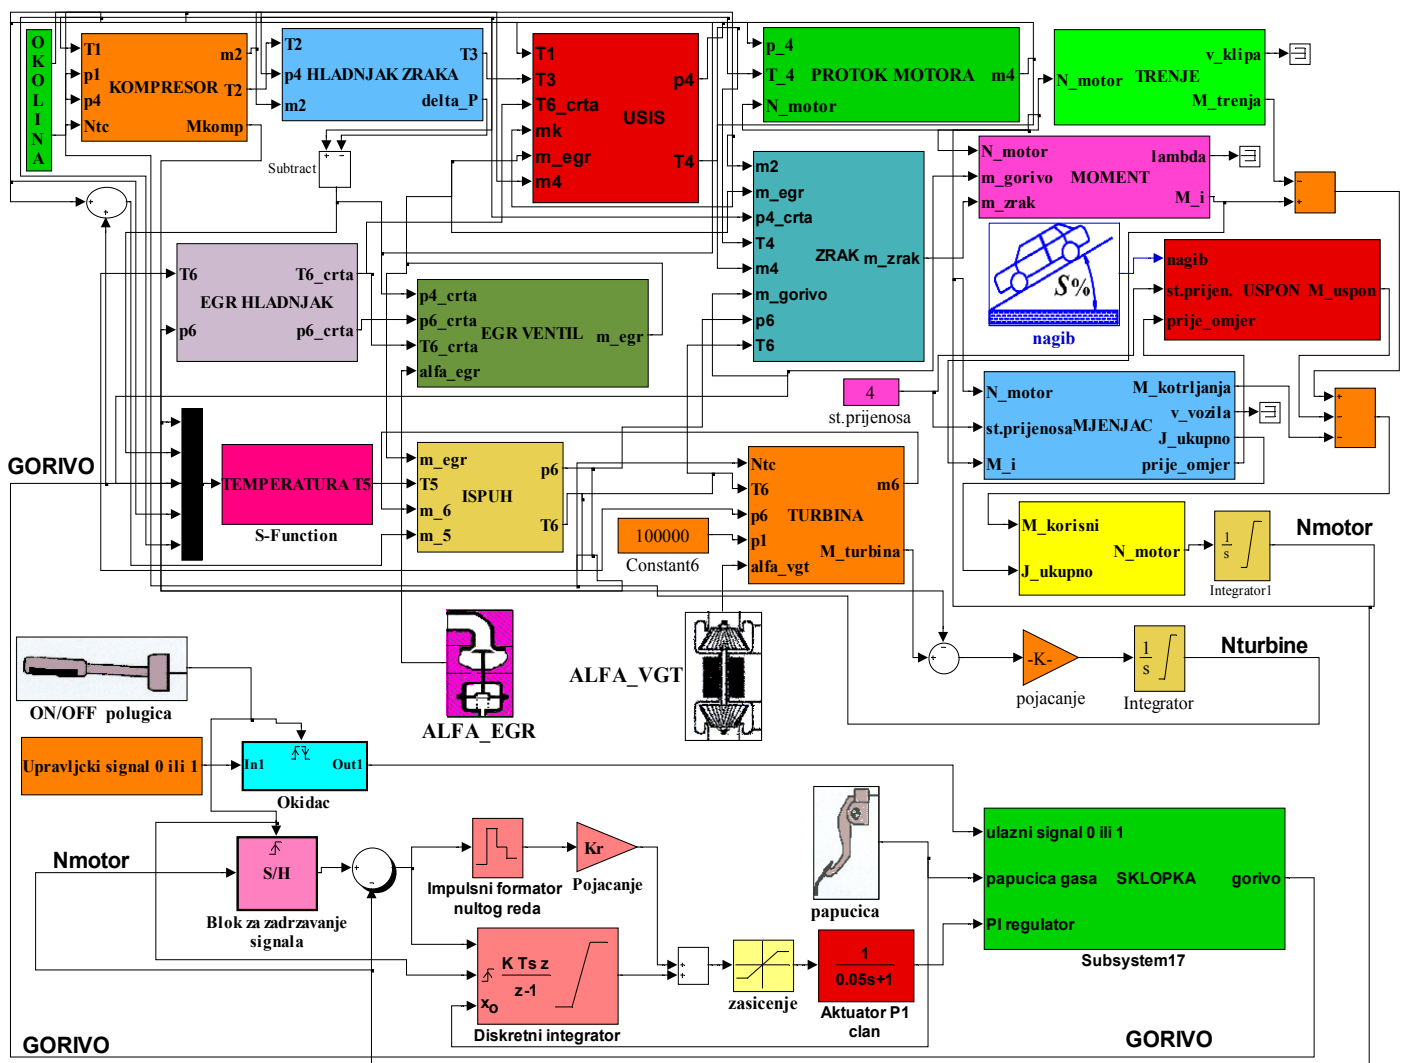 OKOLINA
T1
p1
p4
Ntc
KOMPRESOR
m2
T2
Mkomp
T2
p4
m2
HLADNJAK ZRAKA
T3
delta_P
T1
T3
T6_crta
mk
m_egr
m4
USIS
p4
T4
p_4
T_4
N_motor
PROTOK MOTORA
m4
N_motor
TRENJE
v_klipa
M_trenja
Subtract
+ −
N_motor
m_gorivo
m_zrak
MOMENT
lambda
M_i
−
+
+
+
m2
m_egr
p4_crta
T4
m4
m_gorivo
p6
T6
ZRAK
m_zrak
T6
p6
EGR HLADNJAK
T6_crta
p6_crta
p4_crta
p6_crta
T6_crta
alfa_egr
EGR VENTIL
m_egr
S%
nagib
nagib
st.prijen.
prije_omjer
USPON
M_uspon
4
st.prijenosa
N_motor
st.prijenosa
M_i
MJENJAC
M_kotrljanja
v_vozila
J_ukupno
prije_omjer
+
−
−
GORIVO
TEMPERATURA T5
S-Function
m_egr
T5
m_6
m_5
ISPUH
p6
T6
100000
Constant6
Ntc
T6
p6
p1
alfa_vgt
TURBINA
m6
M_turbina
M_korisni
J_ukupno
N_motor
1
s
Integrator1
Nmotor
ALFA_EGR
ALFA_VGT
+
−
-K-
pojacanje
1
s
Integrator
Nturbine
ON/OFF polugica
Upravljcki signal 0 ili 1
In1
Out1
Okidac
Nmotor
S/H
Blok za zadrzavanje
signala
+
−
Impulsni formator
nultog reda
Kr
Pojacanje
K Ts z
z-1
xo
Diskretni integrator
+
+
zasicenje
papucica
1
0.05s+1
Aktuator P1
clan
ulazni signal 0 ili 1
papucica gasa
PI regulator
SKLOPKA
gorivo
Subsystem17
GORIVO
GORIVO